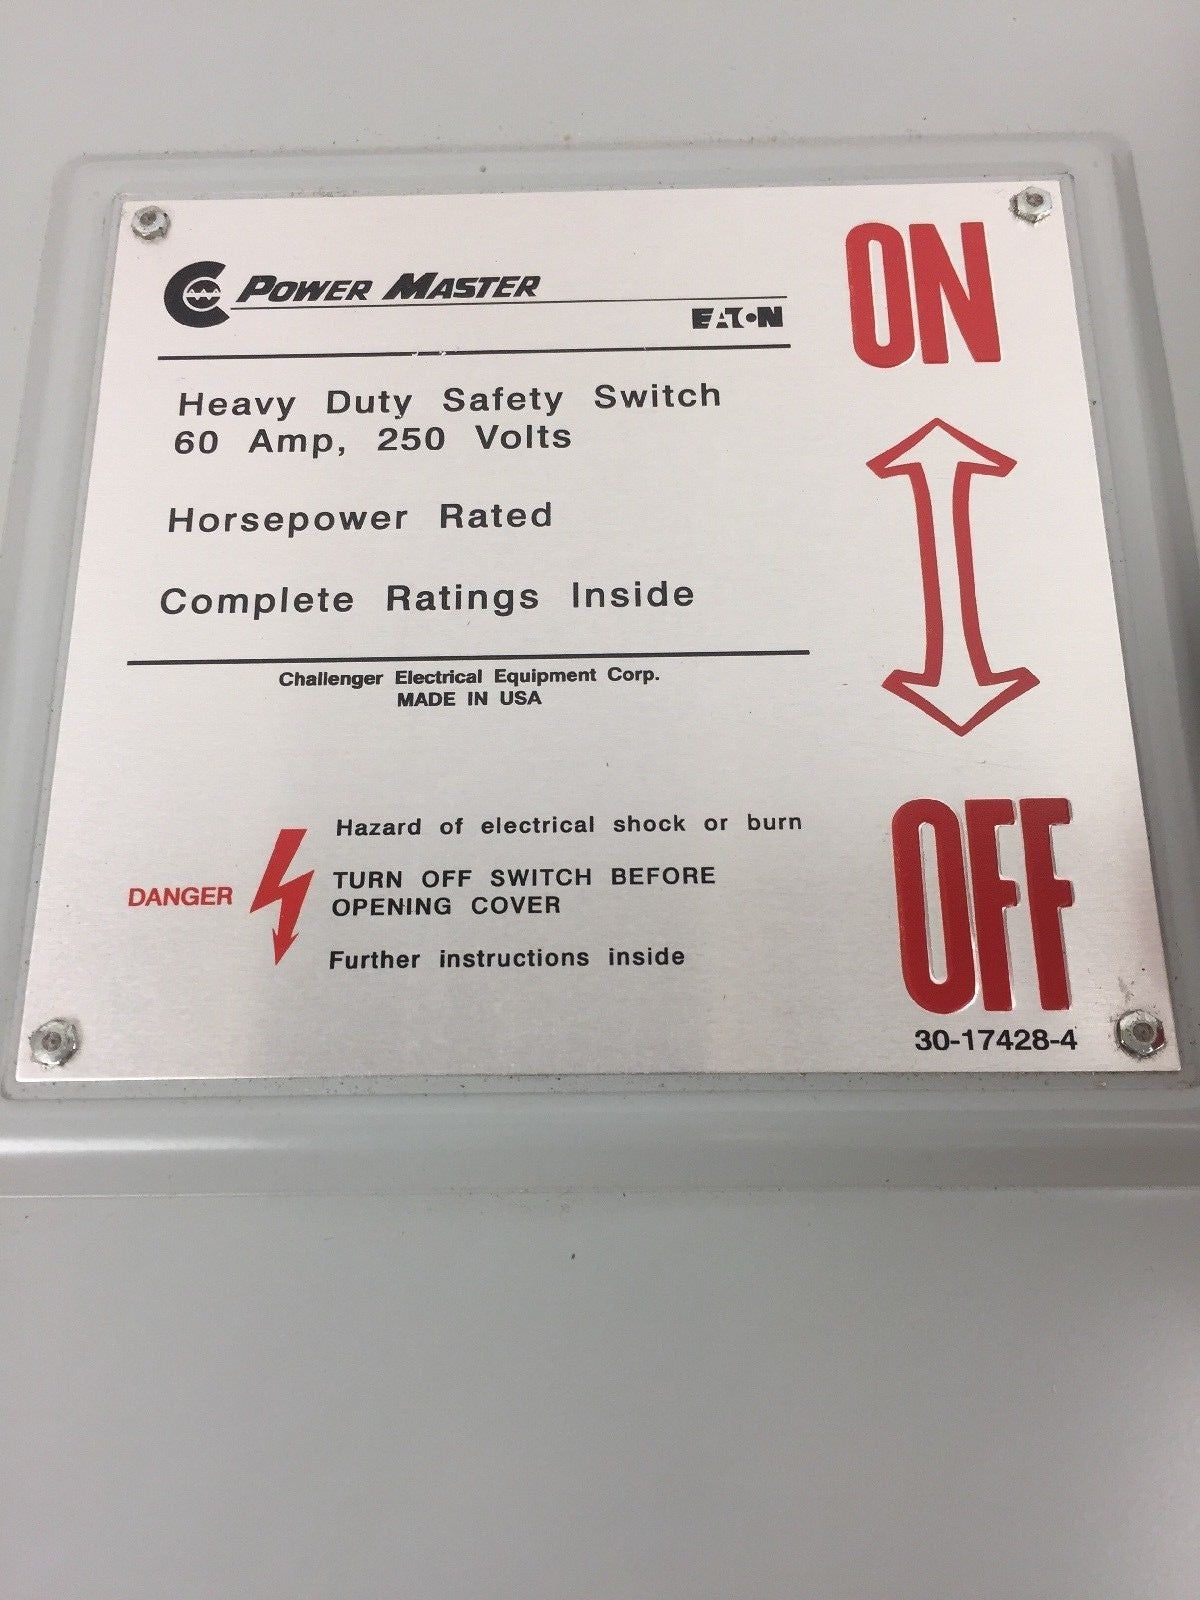 POWER MASTER
EATON
Heavy Duty Safety Switch
60 Amp, 250 Volts
Horsepower Rated
Complete Ratings Inside
Challenger Electrical Equipment Corp.
MADE IN USA
ON
OFF
DANGER
Hazard of electrical shock or burn
TURN OFF SWITCH BEFORE
OPENING COVER
Further instructions inside
30-17428-4